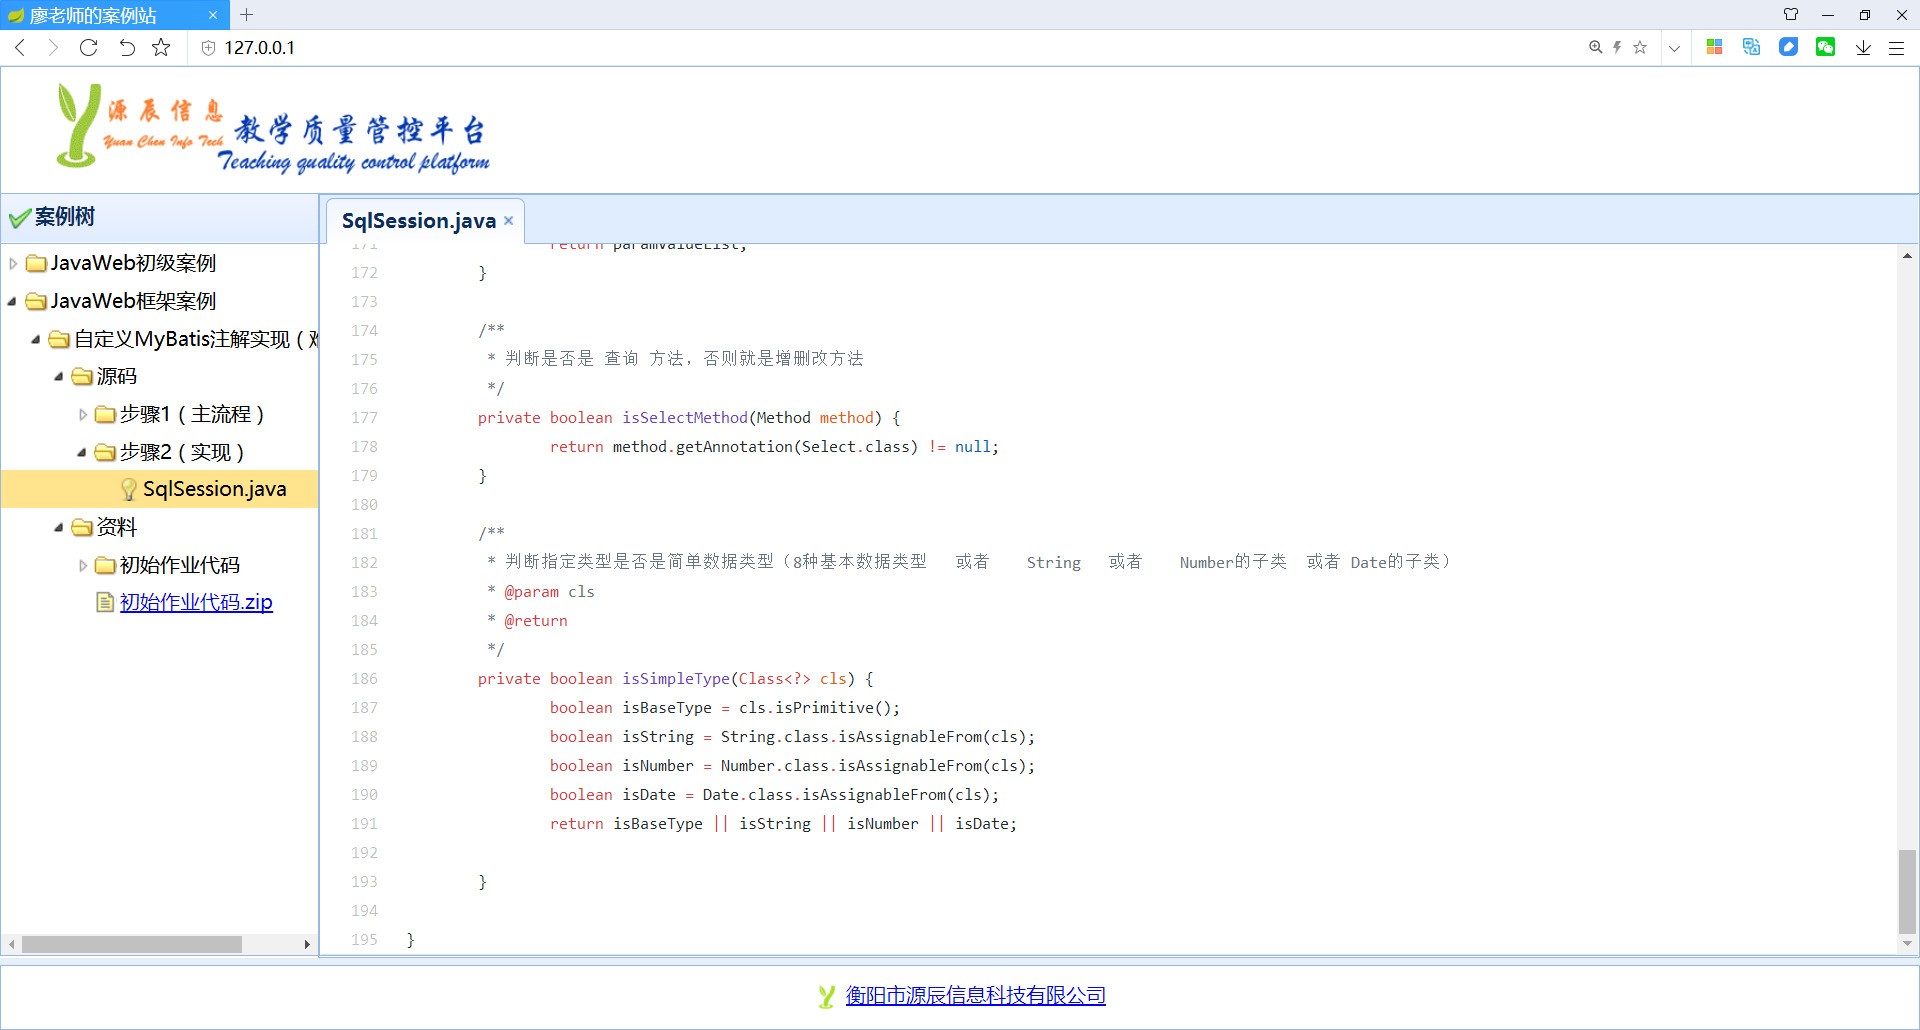 廖老师的案例站
127.0.0.1
源辰信息
Yuan Chen Info Tech
教学质量管控平台
Teaching quality control platform
案例树
JavaWeb初级案例
JavaWeb框架案例
自定义MyBatis注解实现（
源码
步骤1（主流程）
步骤2（实现）
SqlSession.java
资料
初始作业代码
初始作业代码.zip
SqlSession.java
171 return paramValueList;
172 }
173
174 /**
175 * 判断是否是 查询 方法，否则就是增删改方法
176 */
177 private boolean isSelectMethod(Method method) {
178 return method.getAnnotation(Select.class) != null;
179 }
180
181 /**
182 * 判断指定类型是否是简单数据类型（8种基本数据类型 或者 String 或者 Number的子类 或者 Date的子类）
183 * @param cls
184 * @return
185 */
186 private boolean isSimpleType(Class<?> cls) {
187 boolean isBaseType = cls.isPrimitive();
188 boolean isString = String.class.isAssignableFrom(cls);
189 boolean isNumber = Number.class.isAssignableFrom(cls);
190 boolean isDate = Date.class.isAssignableFrom(cls);
191 return isBaseType || isString || isNumber || isDate;
192
193 }
194
195 }
衡阳市源辰信息科技有限公司